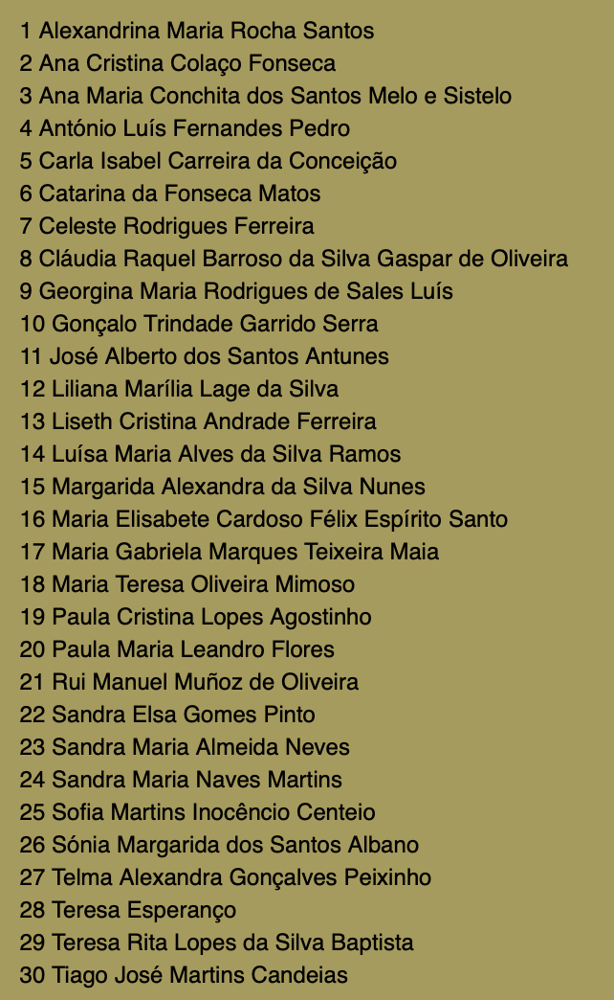 1 Alexandrina Maria Rocha Santos
2 Ana Cristina Colaço Fonseca
3 Ana Maria Conchita dos Santos Melo e Sistelo
4 António Luís Fernandes Pedro
5 Carla Isabel Carreira da Conceição
6 Catarina da Fonseca Matos
7 Celeste Rodrigues Ferreira
8 Cláudia Raquel Barroso da Silva Gaspar de Oliveira
9 Georgina Maria Rodrigues de Sales Luís
10 Gonçalo Trindade Garrido Serra
11 José Alberto dos Santos Antunes
12 Liliana Marília Lage da Silva
13 Liseth Cristina Andrade Ferreira
14 Luísa Maria Alves da Silva Ramos
15 Margarida Alexandra da Silva Nunes
16 Maria Elisabete Cardoso Félix Espírito Santo
17 Maria Gabriela Marques Teixeira Maia
18 Maria Teresa Oliveira Mimoso
19 Paula Cristina Lopes Agostinho
20 Paula Maria Leandro Flores
21 Rui Manuel Muñoz de Oliveira
22 Sandra Elsa Gomes Pinto
23 Sandra Maria Almeida Neves
24 Sandra Maria Naves Martins
25 Sofia Martins Inocêncio Centeio
26 Sónia Margarida dos Santos Albano
27 Telma Alexandra Gonçalves Peixinho
28 Teresa Esperanço
29 Teresa Rita Lopes da Silva Baptista
30 Tiago José Martins Candeias